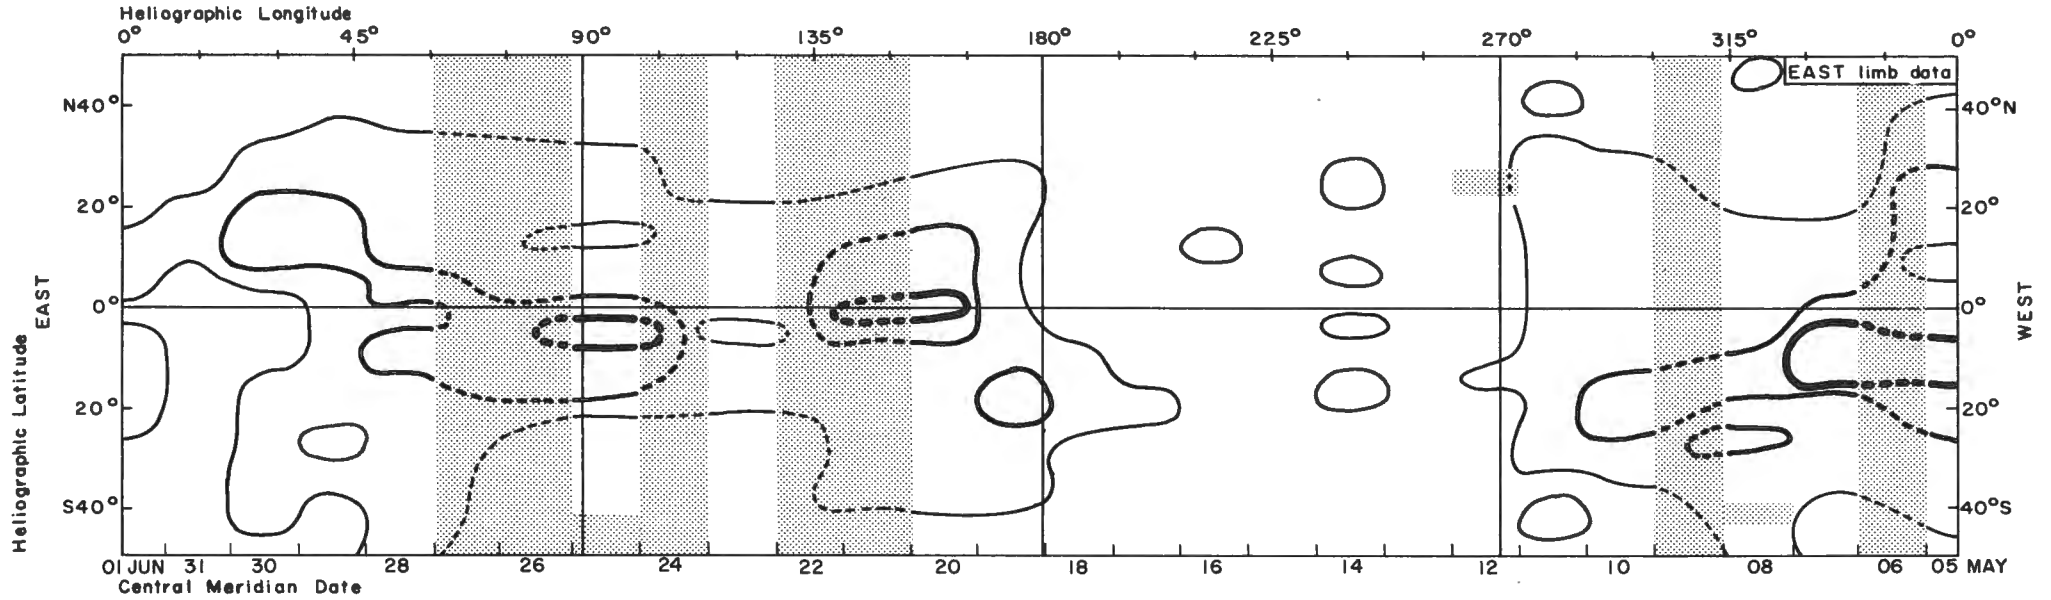 Heliographic Longitude
0° 45° 90° 135° 180° 225° 270° 315° 0°
EAST limb data
N40° 40°N
20° 20°
0° 0°
20° 20°
S40° 40°S
Heliographic Latitude
EAST
WEST
01 JUN 31 30 28 26 24 22 20 18 16 14 12 10 08 06 05 MAY
Central Meridian Date